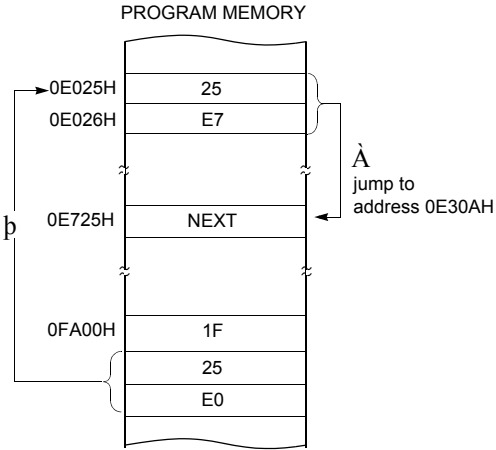 PROGRAM MEMORY
0E025H 25
0E026H E7
À
jump to
address 0E30AH
þ 0E725H NEXT
0FA00H 1F
25
E0